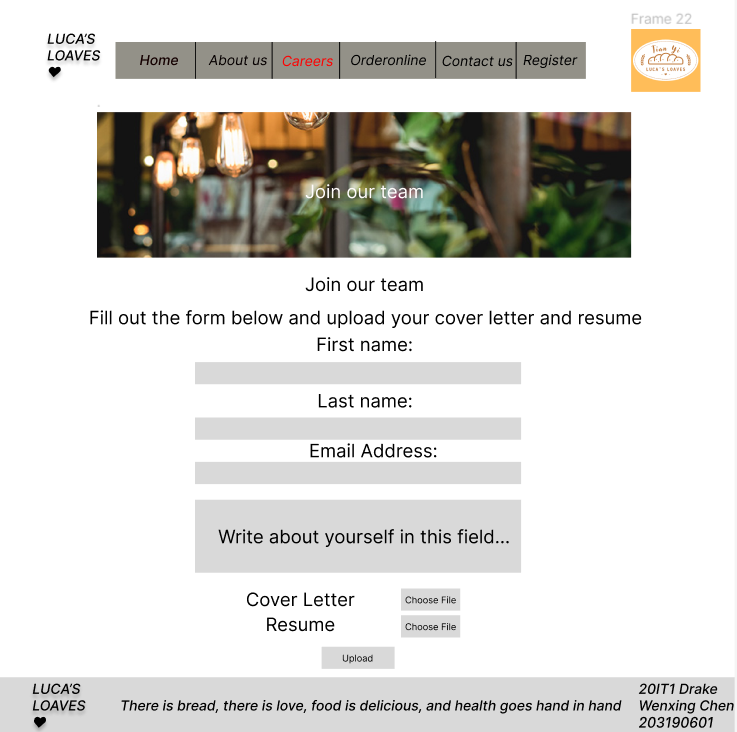 Frame 22
LUCA'S
LOAVES
Home About us Careers Orderonline Contact us Register
Tian Yi
LUCA'S LOAVES
Join our team
Join our team
Fill out the form below and upload your cover letter and resume
First name:
Last name:
Email Address:
Write about yourself in this field...
Cover Letter Choose File
Resume Choose File
Upload
LUCA'S
LOAVES
There is bread, there is love, food is delicious, and health goes hand in hand
20IT1 Drake
Wenxing Chen
203190601